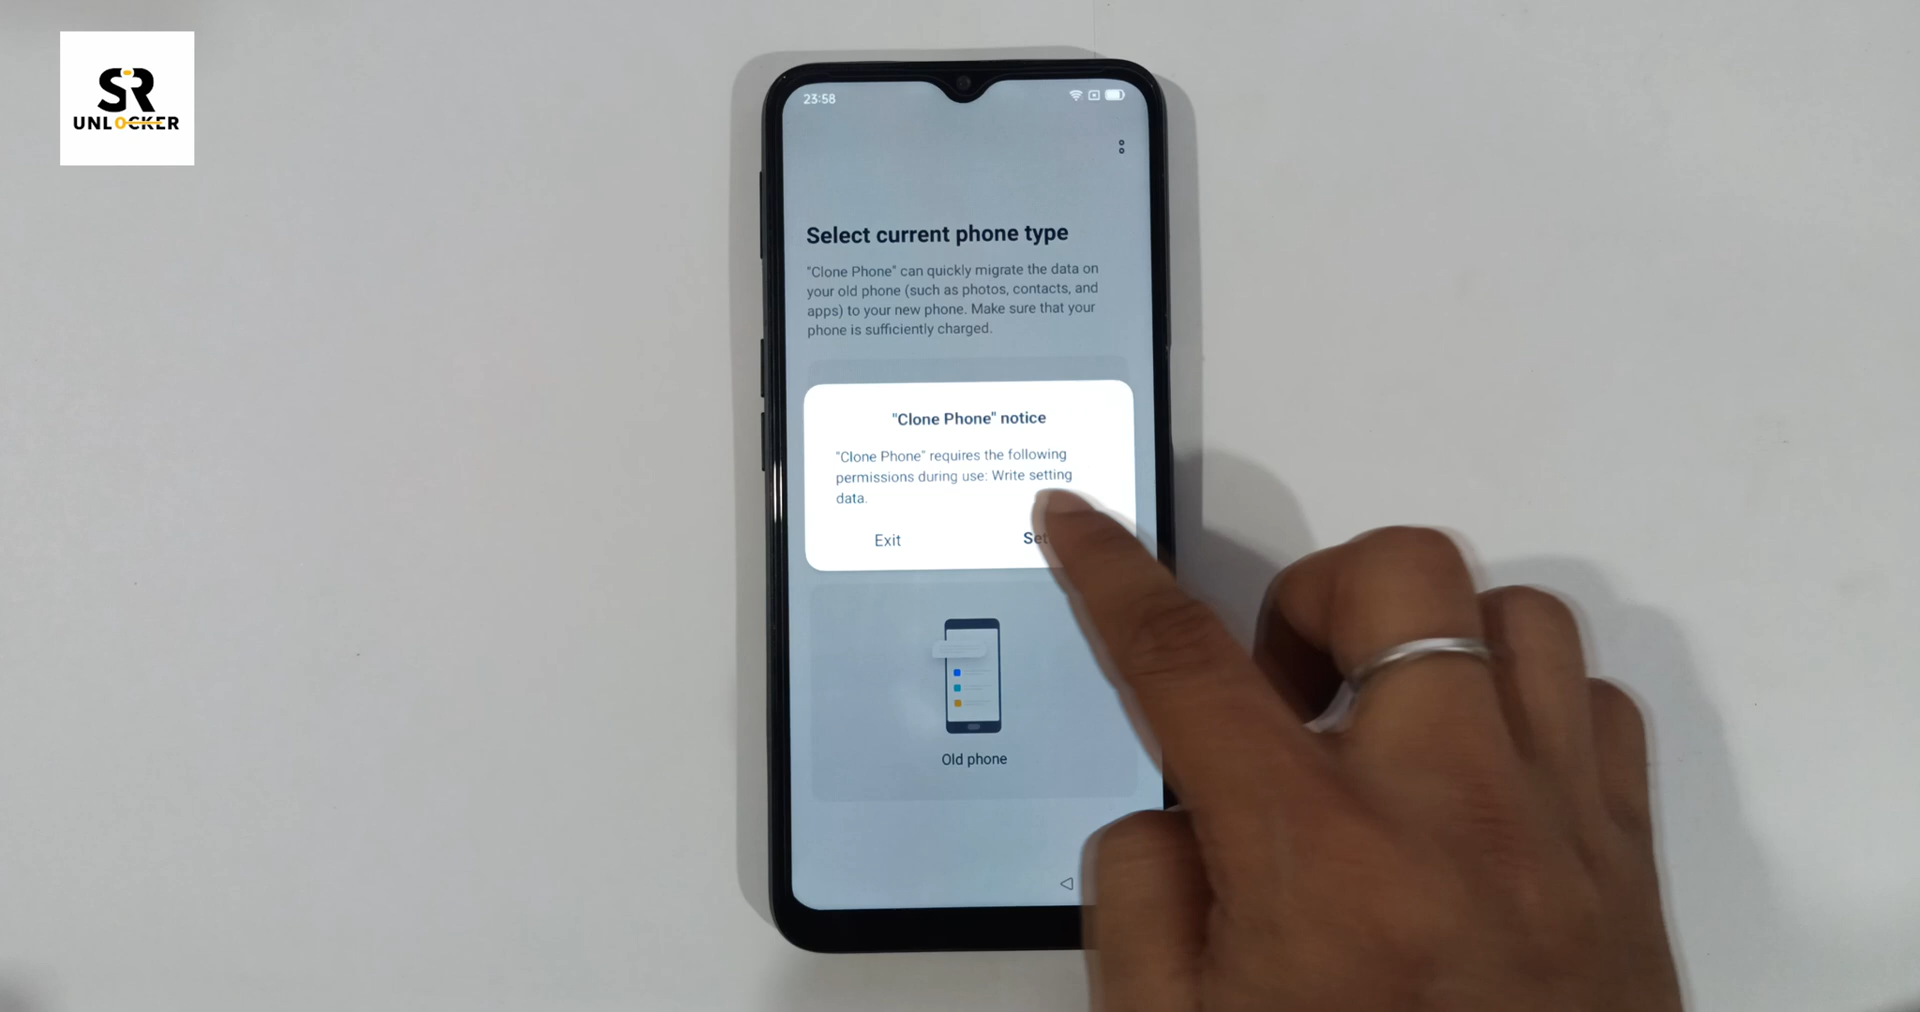 SR
UNLOCKER
23:58
Select current phone type
"Clone Phone" can quickly migrate the data on
your old phone (such as photos, contacts, and
apps) to your new phone. Make sure that your
phone is sufficiently charged.
"Clone Phone" notice
"Clone Phone" requires the following
permissions during use: Write setting
data.
Exit
Old phone